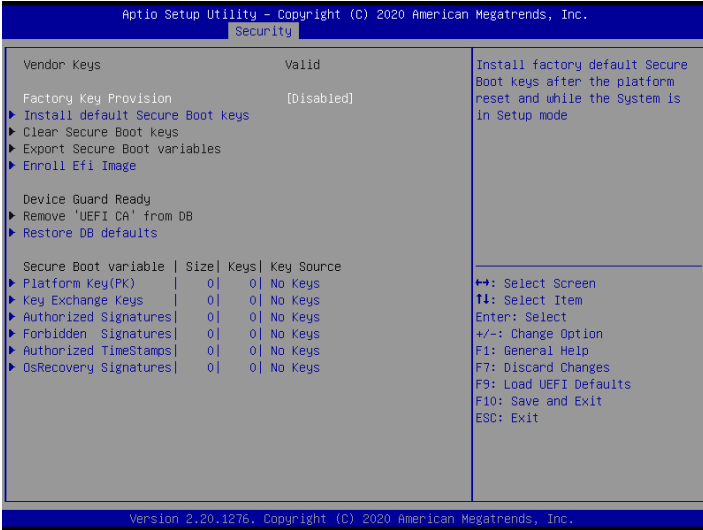 Aptio Setup Utility – Copyright (C) 2020 American Megatrends, Inc.
Security
Vendor Keys Valid
Factory Key Provision [Disabled]
Install default Secure Boot keys
Clear Secure Boot keys
Export Secure Boot variables
Enroll Efi Image
Device Guard Ready
Remove 'UEFI CA' from DB
Restore DB defaults
Secure Boot variable | Size| Keys| Key Source
Platform Key(PK) | 0| 0| No Keys
Key Exchange Keys | 0| 0| No Keys
Authorized Signatures| 0| 0| No Keys
Forbidden Signatures| 0| 0| No Keys
Authorized TimeStamps| 0| 0| No Keys
OsRecovery Signatures| 0| 0| No Keys
Install factory default Secure
Boot keys after the platform
reset and while the System is
in Setup mode
↔: Select Screen
↑↓: Select Item
Enter: Select
+/-: Change Option
F1: General Help
F7: Discard Changes
F9: Load UEFI Defaults
F10: Save and Exit
ESC: Exit
Version 2.20.1276. Copyright (C) 2020 American Megatrends, Inc.